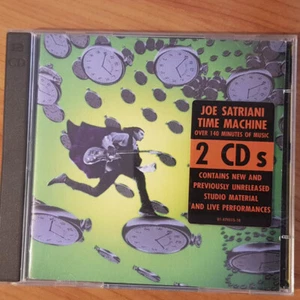 JOE SATRIANI
TIME MACHINE
OVER 140 MINUTES OF MUSIC
2 CDs
CONTAINS NEW AND
PREVIOUSLY UNRELEASED
STUDIO MATERIAL
AND LIVE PERFORMANCES